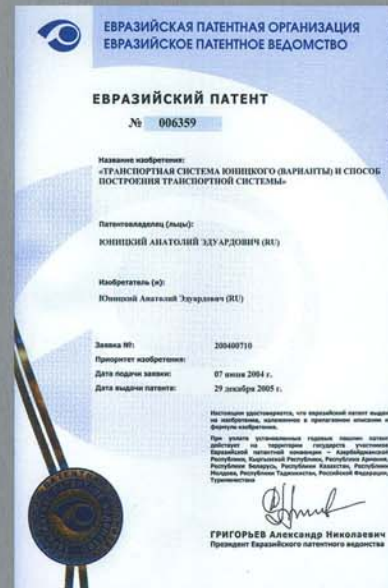 ЕВРАЗИЙСКАЯ ПАТЕНТНАЯ ОРГАНИЗАЦИЯ
ЕВРАЗИЙСКОЕ ПАТЕНТНОЕ ВЕДОМСТВО
ЕВРАЗИЙСКИЙ ПАТЕНТ
№ 006359
Название изобретения:
«ТРАНСПОРТНАЯ СИСТЕМА ЮНИЦКОГО (ВАРИАНТЫ) И СПОСОБ
ПОСТРОЕНИЯ ТРАНСПОРТНОЙ СИСТЕМЫ»
Патентовладелец (льцы):
ЮНИЦКИЙ АНАТОЛИЙ ЭДУАРДОВИЧ (RU)
Изобретатель (и):
Юницкий Анатолий Эдуардович (RU)
Заявка №: 200400710
Приоритет изобретения:
Дата подачи заявки: 07 июня 2004 г.
Дата выдачи патента: 29 декабря 2005 г.
Настоящим удостоверяется, что евразийский патент выдан
на изобретение, изложенное в прилагаемом описании и
формуле изобретения.
При уплате установленных годовых пошлин патент
действует на территории государств участников
Евразийской патентной конвенции – Азербайджанской
Республики, Кыргызской Республики, Республики Армения,
Республики Беларусь, Республики Казахстан, Республики
Молдова, Республики Таджикистан, Российской Федерации,
Туркменистана
ГРИГОРЬЕВ Александр Николаевич
Президент Евразийского патентного ведомства